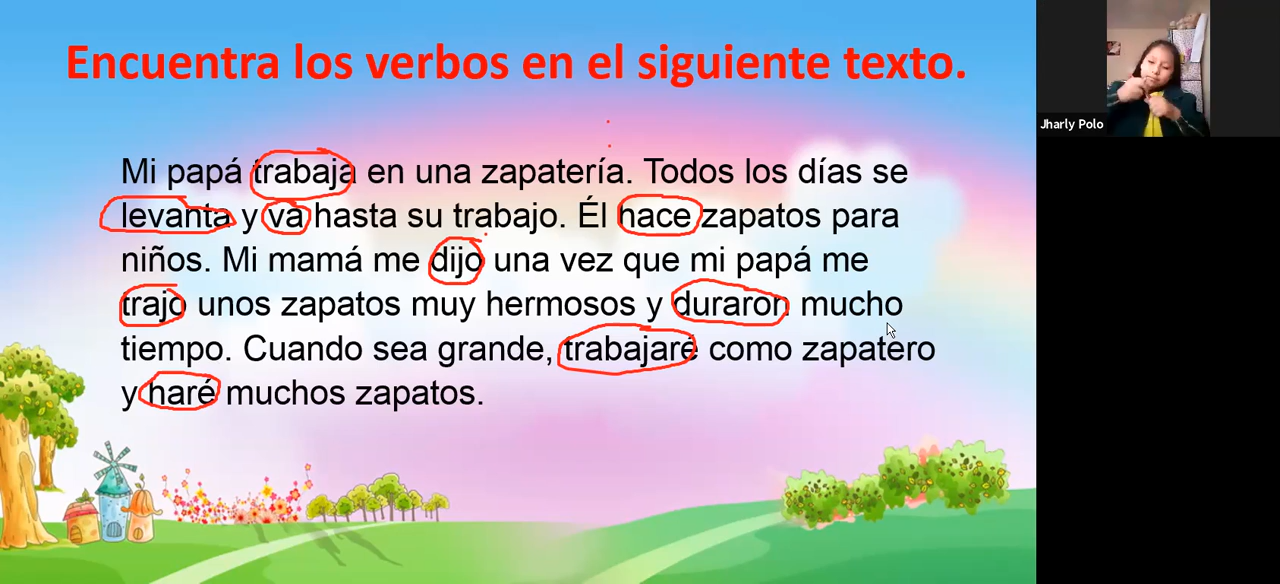 Encuentra los verbos en el siguiente texto.
Mi papá trabaja en una zapatería. Todos los días se
levanta y va hasta su trabajo. Él hace zapatos para
niños. Mi mamá me dijo una vez que mi papá me
trajo unos zapatos muy hermosos y duraron mucho
tiempo. Cuando sea grande, trabajaré como zapatero
y haré muchos zapatos.
Jharly Polo